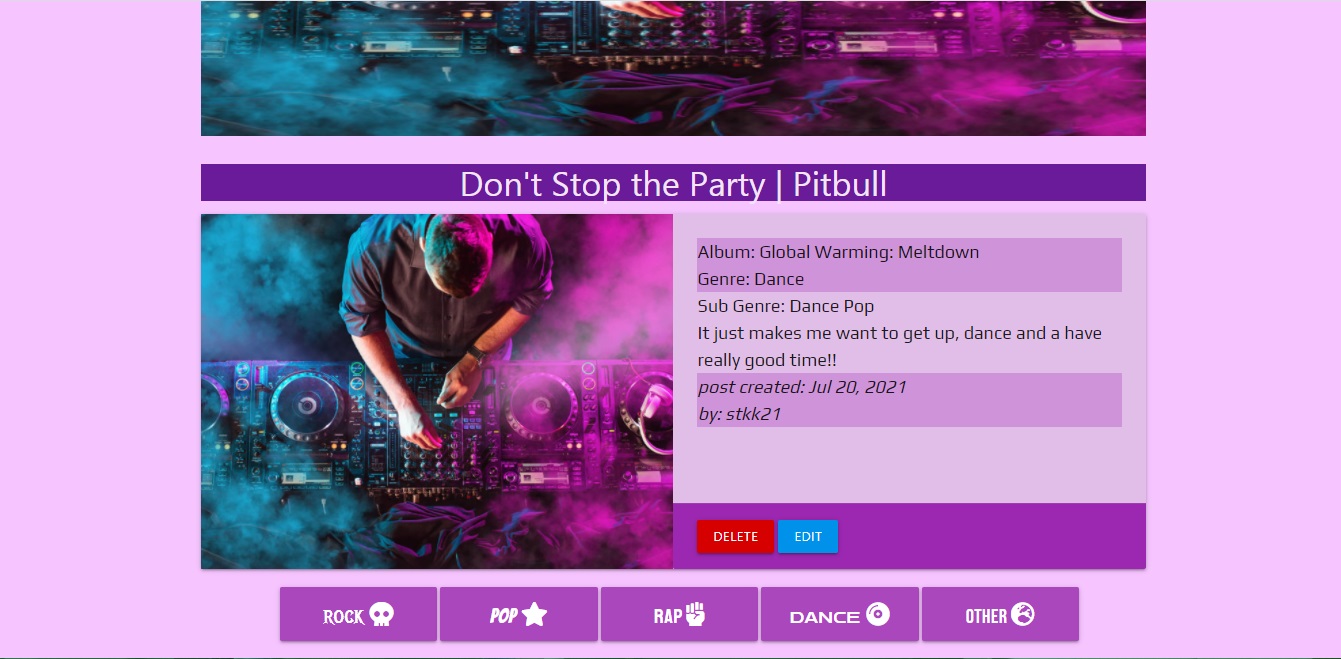 Don't Stop the Party | Pitbull
Album: Global Warming: Meltdown
Genre: Dance
Sub Genre: Dance Pop
It just makes me want to get up, dance and a have
really good time!!
post created: Jul 20, 2021
by: stkk21
DELETE EDIT
ROCK POP RAP DANCE OTHER